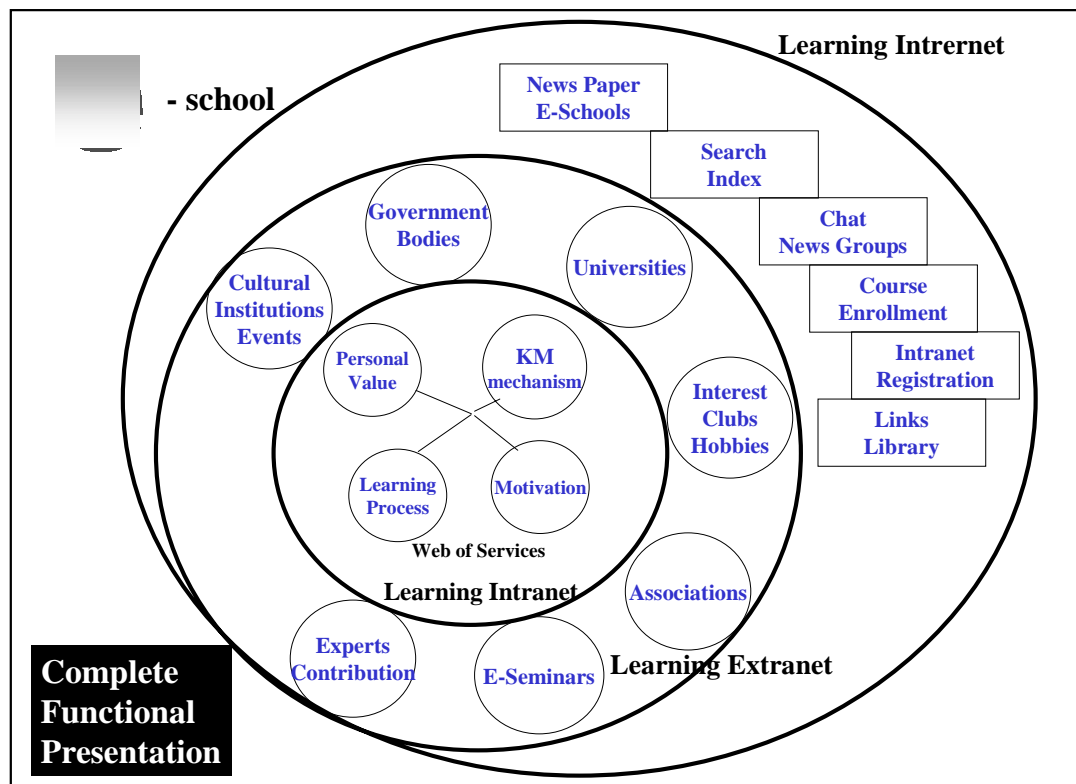 Learning Intrernet
- school
News Paper
E-Schools
Search
Index
Chat
News Groups
Course
Enrollment
Intranet
Registration
Links
Library
Government
Bodies
Universities
Cultural
Institutions
Events
Interest
Clubs
Hobbies
Associations
Experts
Contribution
E-Seminars
Learning Extranet
Personal
Value
KM
mechanism
Learning
Process
Motivation
Web of Services
Learning Intranet
Complete
Functional
Presentation